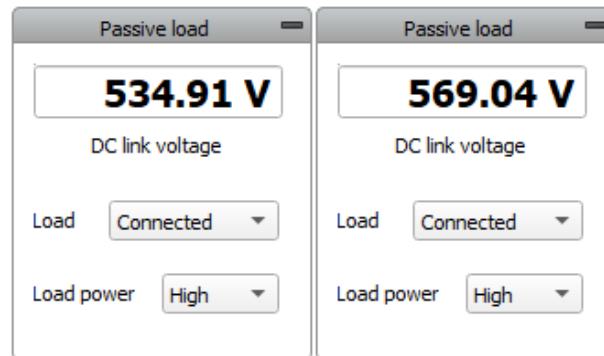 Passive load
534.91 V
DC link voltage
Load Connected
Load power High
Passive load
569.04 V
DC link voltage
Load Connected
Load power High